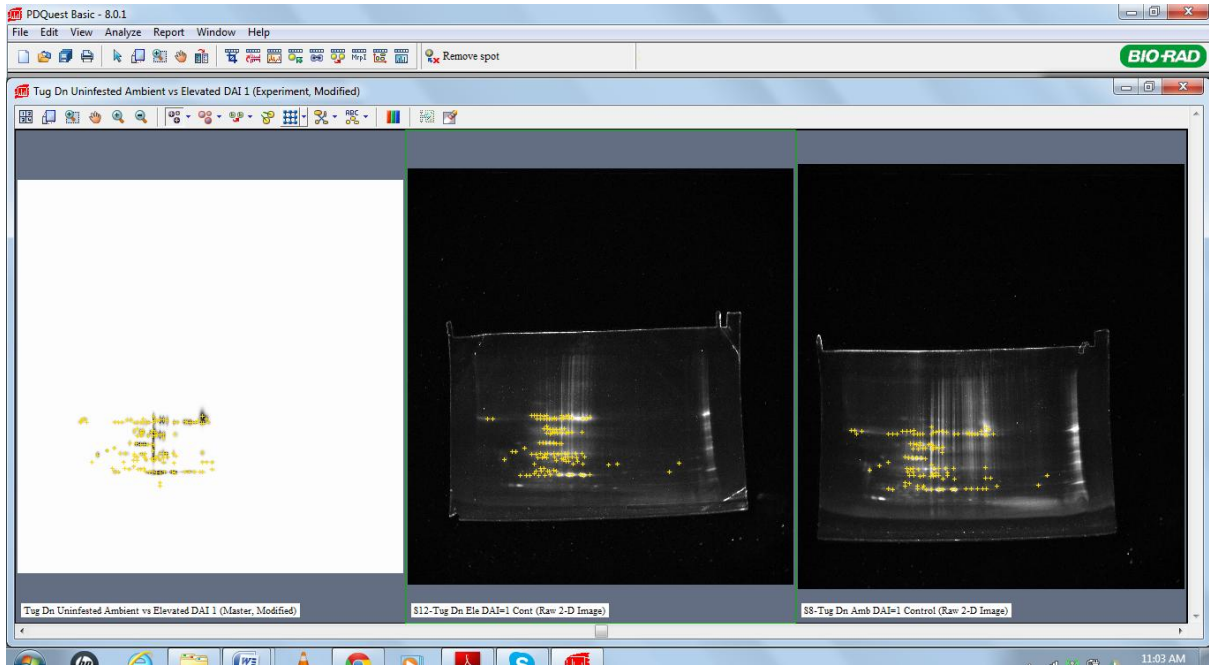 PDQuest Basic - 8.0.1
File Edit View Analyze Report Window Help
Remove spot
BIO-RAD
Tug Dn Uninfested Ambient vs Elevated DAI 1 (Experiment, Modified)
Tug Dn Uninfested Ambient vs Elevated DAI 1 (Master, Modified)
S12-Tug Dn Ele DAI=1 Cont (Raw 2-D Image)
S8-Tug Dn Amb DAI=1 Control (Raw 2-D Image)
11:03 AM